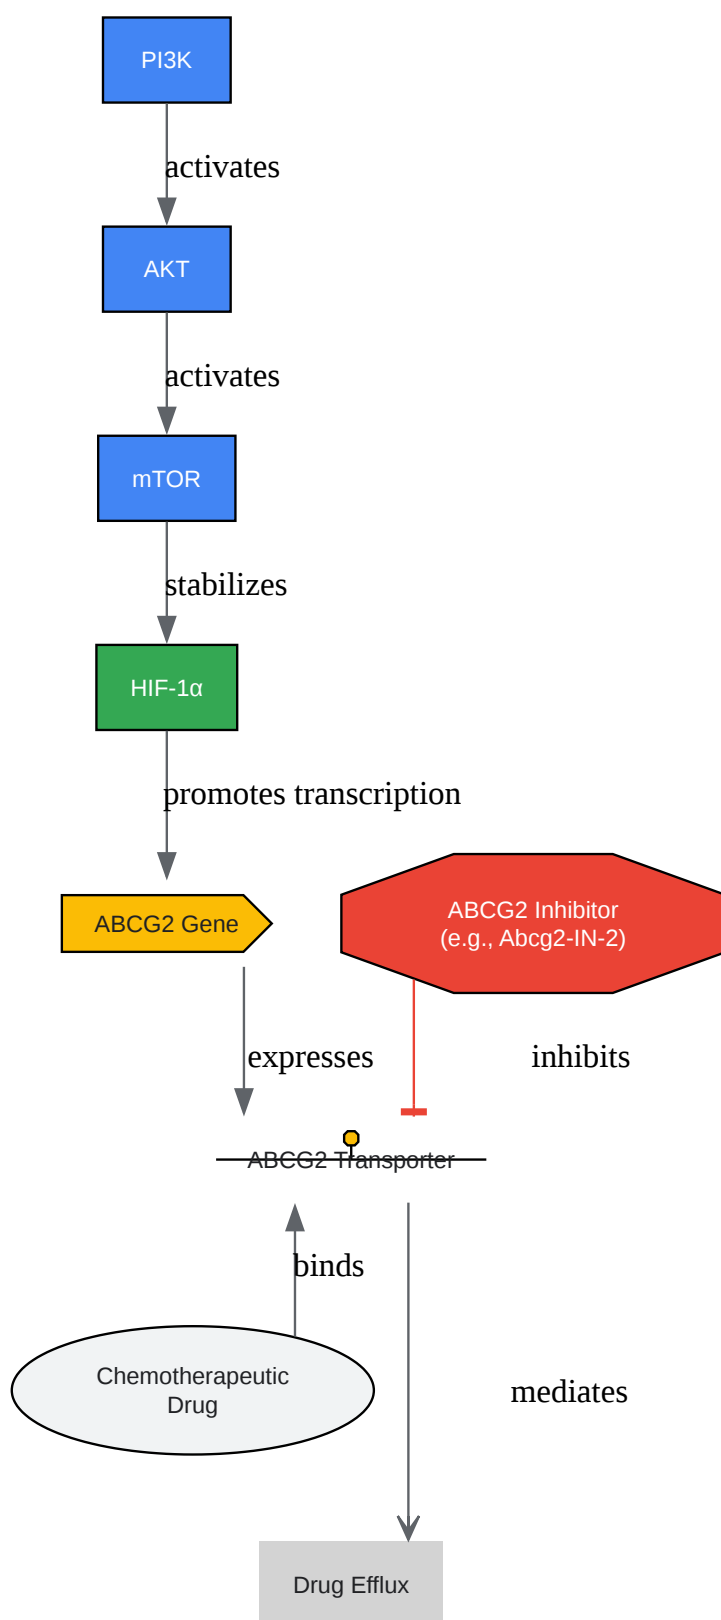 PI3K
activates
AKT
activates
mTOR
stabilizes
HIF-1α
promotes transcription
ABCG2 Gene
ABCG2 Inhibitor
(e.g., Abcg2-IN-2)
expresses
inhibits
ABCG2 Transporter
binds
Chemotherapeutic
Drug
mediates
Drug Efflux